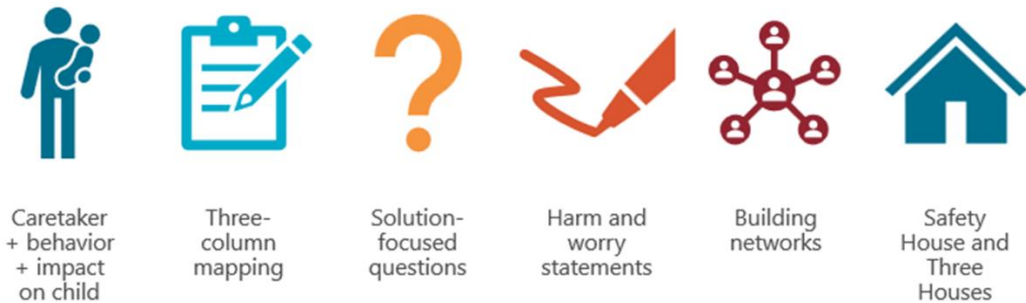 Caretaker
+ behavior
+ impact
on child
Three-
column
mapping
Solution-
focused
questions
Harm and
worry
statements
Building
networks
Safety
House and
Three
Houses